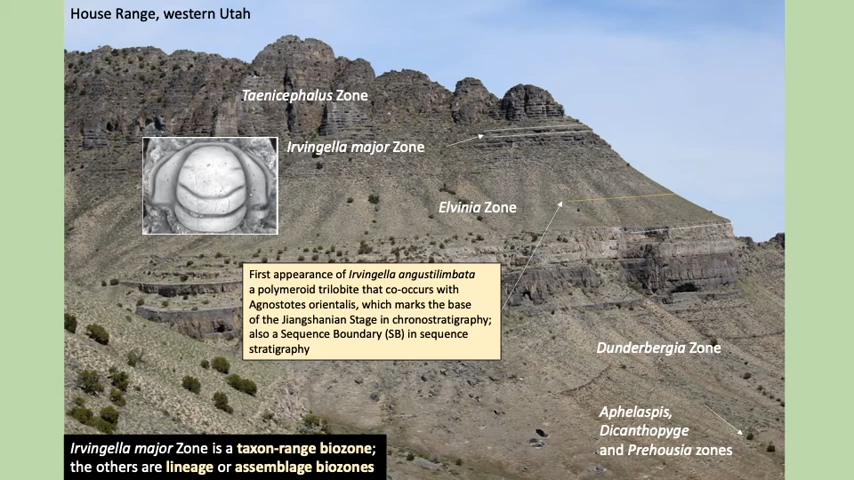 House Range, western Utah
Taenicephalus Zone
Irvingella major Zone
Elvinia Zone
First appearance of Irvingella angustilimbata
a polymeroid trilobite that co-occurs with
Agnostotes orientalis, which marks the base
of the Jiangshanian Stage in chronostratigraphy;
also a Sequence Boundary (SB) in sequence
stratigraphy
Dunderbergia Zone
Aphelaspis,
Dicanthopyge
and Prehousia zones
Irvingella major Zone is a taxon-range biozone;
the others are lineage or assemblage biozones